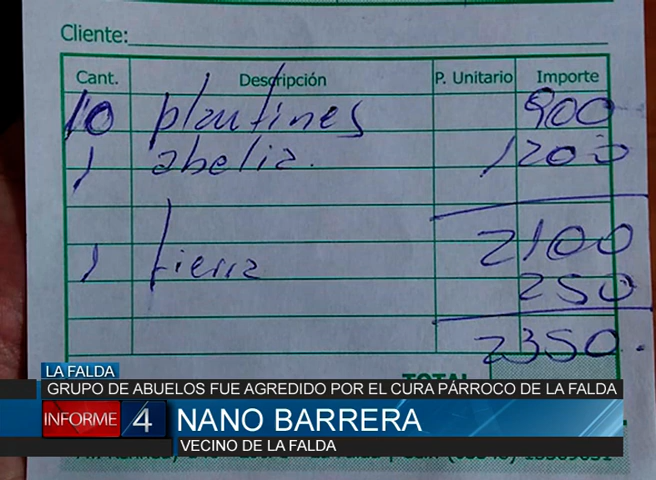 Cliente:
Cant. Descripción P. Unitario Importe
10 plantines 900
1 abelia. 1200
2100
1 tierra 250
2350.
TOTAL
LA FALDA
GRUPO DE ABUELOS FUE AGREDIDO POR EL CURA PÁRROCO DE LA FALDA
INFORME 4 NANO BARRERA
VECINO DE LA FALDA